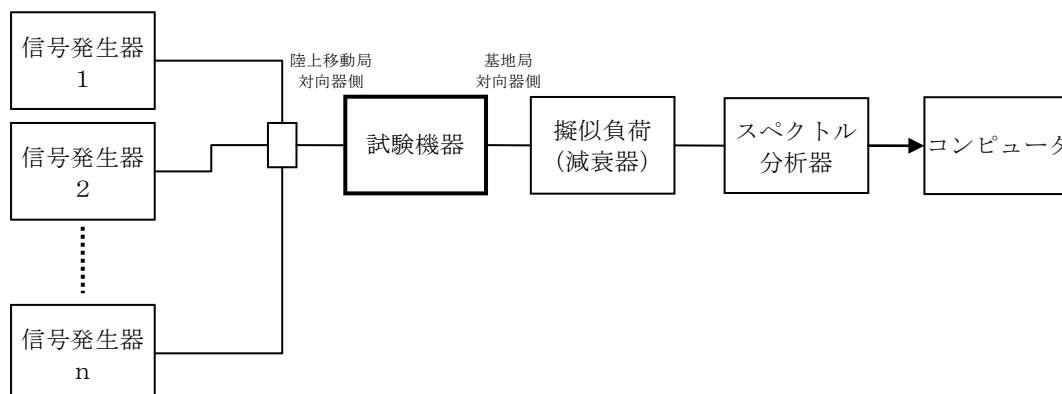 信号発生器
1
陸上移動局
対向器側
基地局
対向器側
試験機器
擬似負荷
(減衰器)
スペクトル
分析器
コンピュータ
信号発生器
2
信号発生器
n